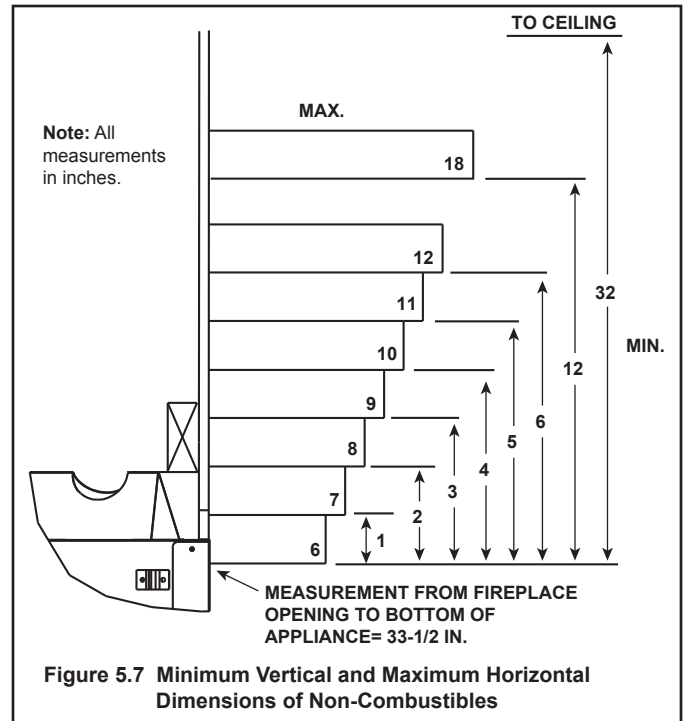 TO CEILING
MAX.
Note: All
measurements
in inches.
18
12
11
32
MIN.
10
12
6
9
5
8
4
7
3
2
6
1
MEASUREMENT FROM FIREPLACE
OPENING TO BOTTOM OF
APPLIANCE= 33-1/2 IN.
Figure 5.7 Minimum Vertical and Maximum Horizontal
Dimensions of Non-Combustibles